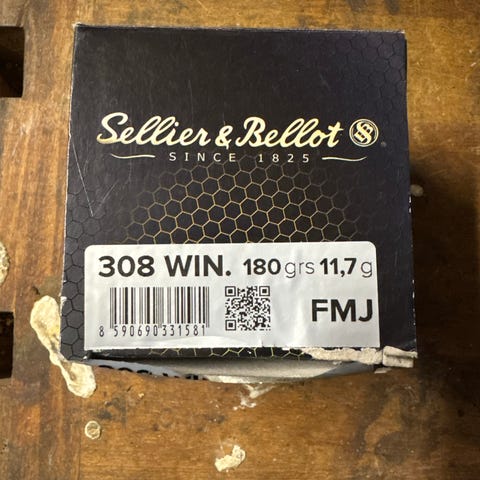 Sellier & Bellot
SINCE 1825
308 WIN. 180 grs 11,7 g
8 590690 331581
FMJ